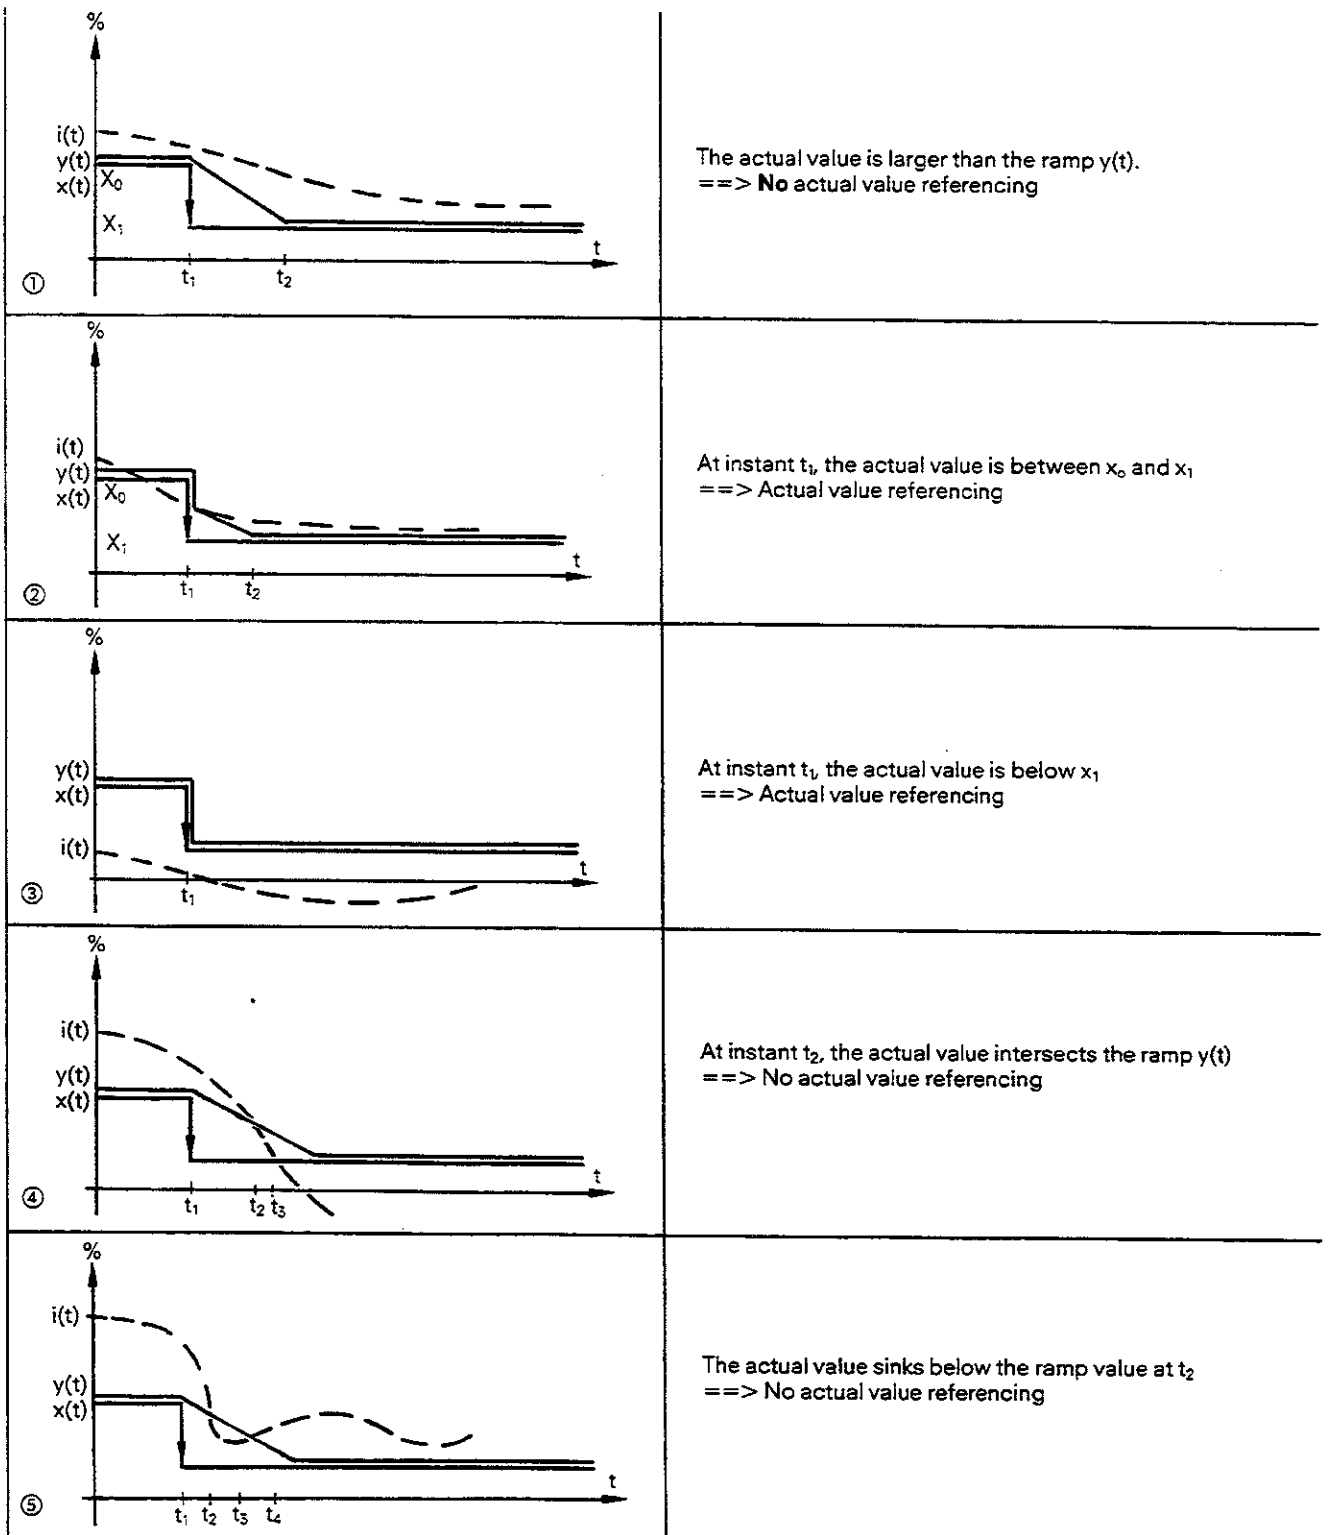 %
i(t)
y(t)
x(t) X₀
X₁
t
t₁ t₂
①
The actual value is larger than the ramp y(t).
==> No actual value referencing
%
i(t)
y(t)
x(t) X₀
X₁
t
t₁ t₂
②
At instant t₁, the actual value is between x₀ and x₁
==> Actual value referencing
%
y(t)
x(t)
i(t)
t
t₁
③
At instant t₁, the actual value is below x₁
==> Actual value referencing
%
i(t)
y(t)
x(t)
t
t₁ t₂ t₃
④
At instant t₂, the actual value intersects the ramp y(t)
==> No actual value referencing
%
i(t)
y(t)
x(t)
t
t₁ t₂ t₃ t₄
⑤
The actual value sinks below the ramp value at t₂
==> No actual value referencing